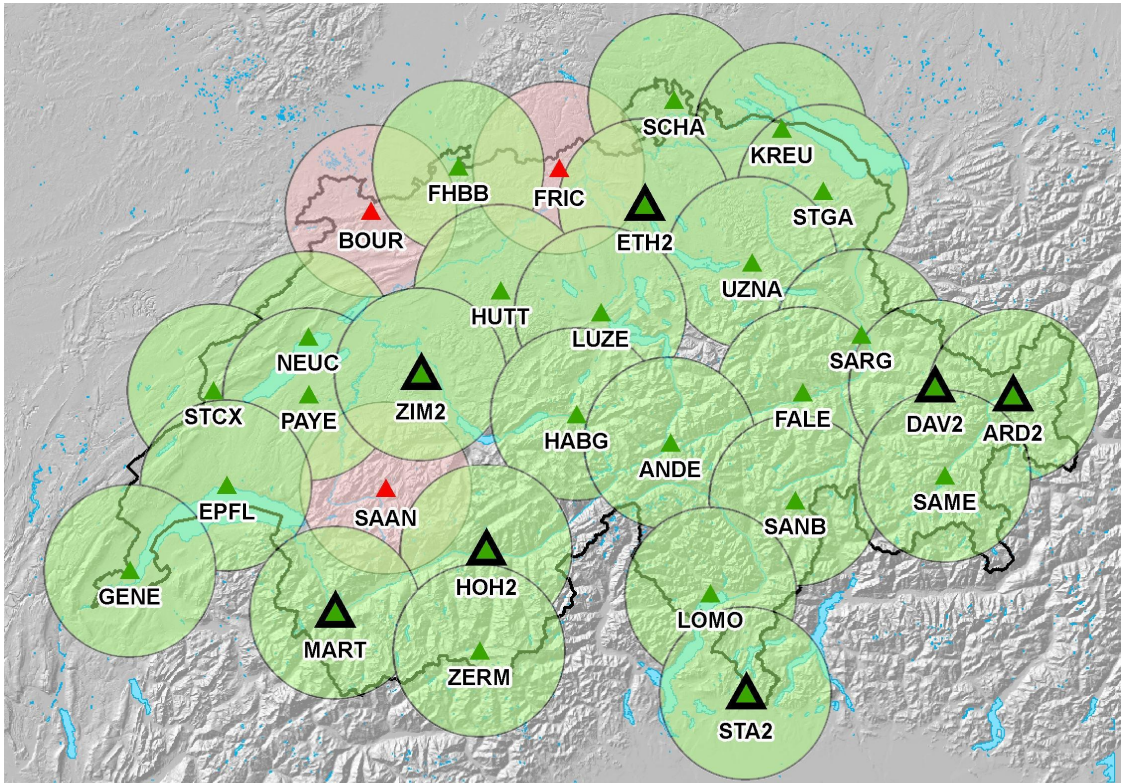 SCHA
KREU
FHBB
FRIC
STGA
BOUR
ETH2
UZNA
HUTT
LUZE
NEUC
SARG
STCX
PAYE
ZIM2
FALE
DAV2
HABG
ARD2
ANDE
EPFL
SAAN
SANB
SAME
HOH2
GENE
LOMO
MART
ZERM
STA2